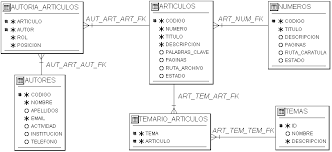 AUTORIA_ARTICULOS
ARTICULO
AUTOR
ROL
POSICION
AUT_ART_ART_FK
ARTICULOS
CODIGO
NUMERO
TITULO
DESCRIPCION
PALABRAS_CLAVE
PAGINAS
RUTA_ARCHIVO
ESTADO
ART_NUM_FK
NUMEROS
CODIGO
TITULO
DESCRIPCION
PAGINAS
RUTA_CARATULA
ESTADO
AUT_ART_AUT_FK
AUTORES
CODIGO
NOMBRE
APELLIDOS
EMAIL
ACTIVIDAD
INSTITUCION
TELEFONO
ART_TEM_ART_FK
TEMARIO_ARTICULOS
TEMA
ARTICULO
ART_TEM_TEM_FK
TEMAS
ID
NOMBRE
DESCRIPCION